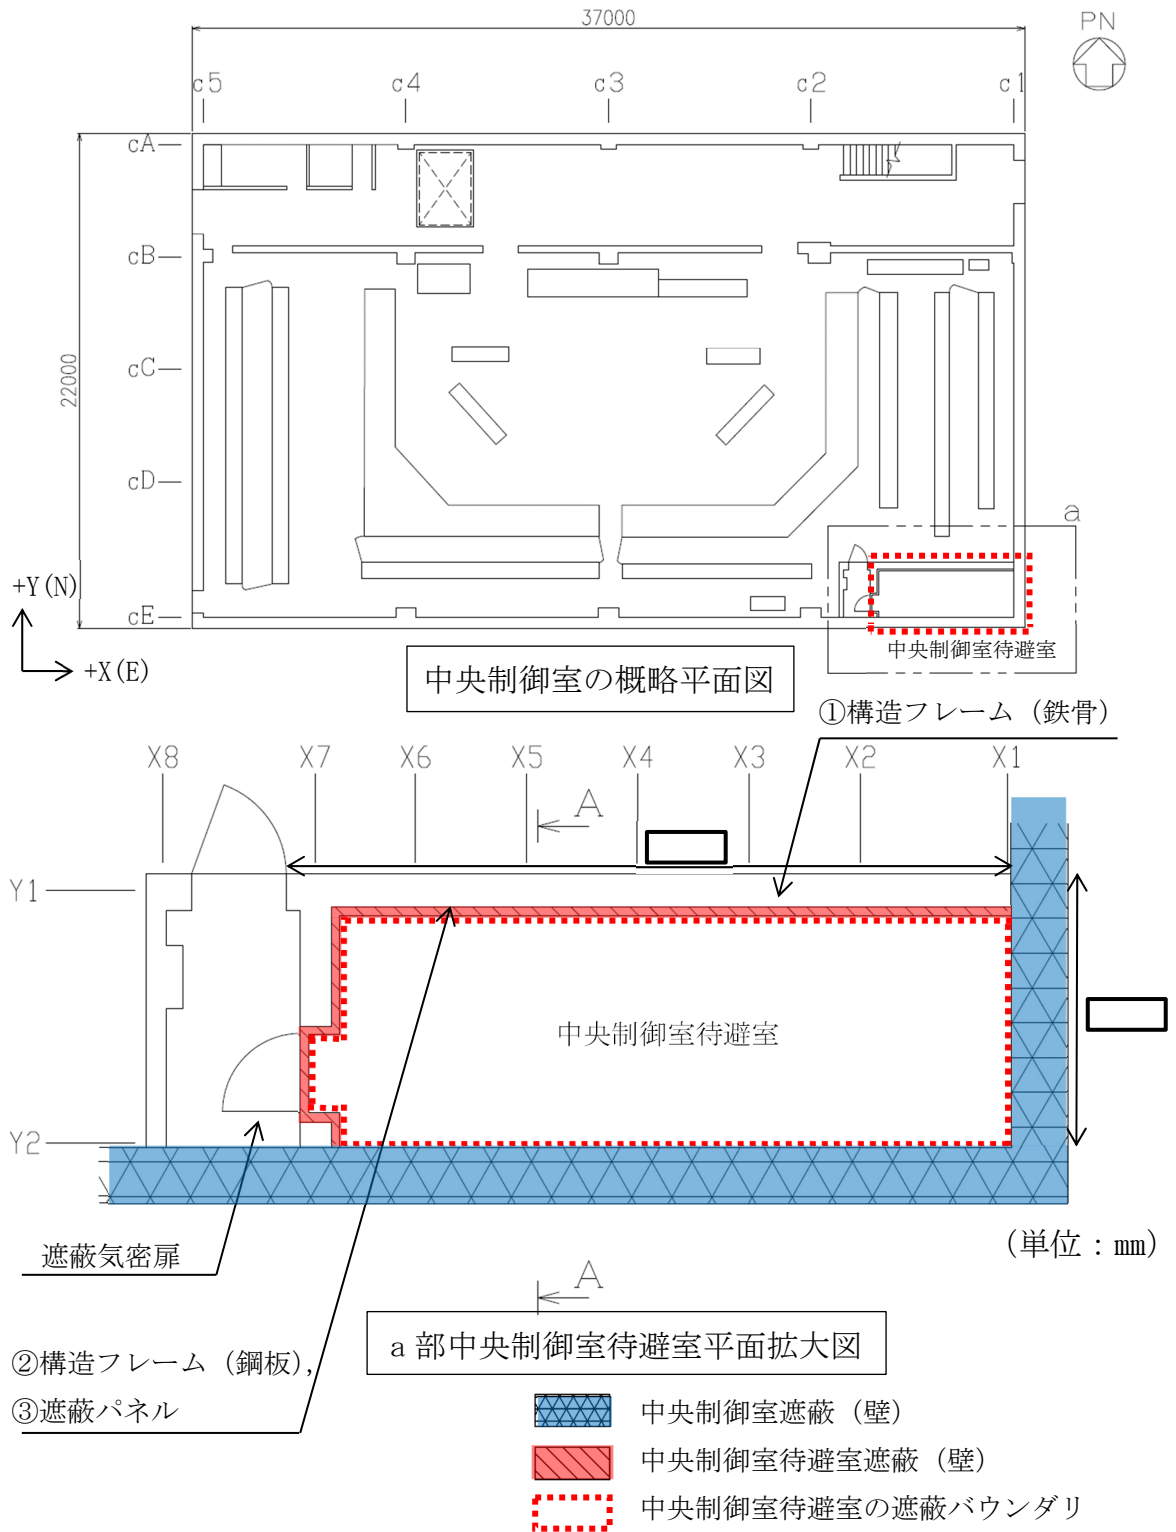 37000
PN
c5
c4
c3
c2
c1
cA
cB
cC
22000
cD
a
+Y(N)
cE
中央制御室待避室
+X(E)
中央制御室の概略平面図
①構造フレーム（鉄骨）
X8
X7
X6
X5
X4
X3
X2
X1
A
Y1
中央制御室待避室
Y2
遮蔽気密扉
（単位：mm）
A
a 部中央制御室待避室平面拡大図
②構造フレーム（鋼板），
③遮蔽パネル
中央制御室遮蔽（壁）
中央制御室待避室遮蔽（壁）
中央制御室待避室の遮蔽バウンダリ